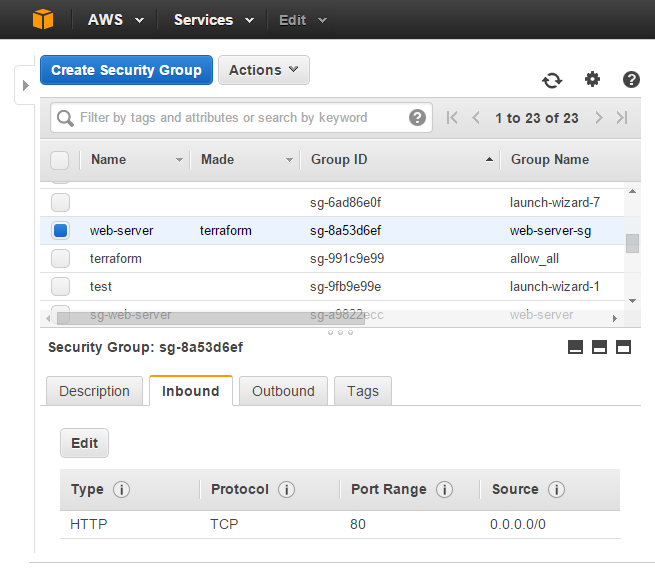 AWS Services Edit
Create Security Group Actions
Filter by tags and attributes or search by keyword 1 to 23 of 23
Name Made Group ID Group Name
sg-6ad86e0f launch-wizard-7
web-server terraform sg-8a53d6ef web-server-sg
terraform sg-991c9e99 allow_all
test sg-9fb9e99e launch-wizard-1
sg-web-server sg-a9822ecc web-server
Security Group: sg-8a53d6ef
Description Inbound Outbound Tags
Edit
Type Protocol Port Range Source
HTTP TCP 80 0.0.0.0/0